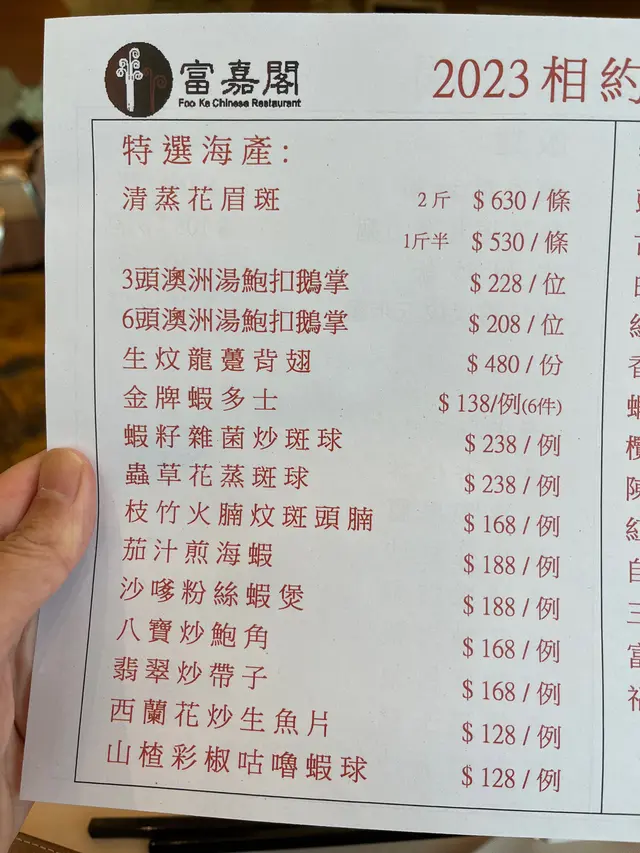 富嘉閣
Foo Ka Chinese Restaurant
2023 相約
特選海產:
清蒸花眉斑 2斤 $ 630 / 條
1斤半 $ 530 / 條
3頭澳洲湯鮑扣鵝掌 $ 228 / 位
6頭澳洲湯鮑扣鵝掌 $ 208 / 位
生炆龍躉背翅 $ 480 / 份
金牌蝦多士 $ 138/例(6件)
蝦籽雜菌炒斑球 $ 238 / 例
蟲草花蒸斑球 $ 238 / 例
枝竹火腩炆斑頭腩 $ 168 / 例
茄汁煎海蝦 $ 188 / 例
沙嗲粉絲蝦煲 $ 188 / 例
八寶炒鮑角 $ 168 / 例
翡翠炒帶子 $ 168 / 例
西蘭花炒生魚片 $ 128 / 例
山楂彩椒咕嚕蝦球 $ 128 / 例